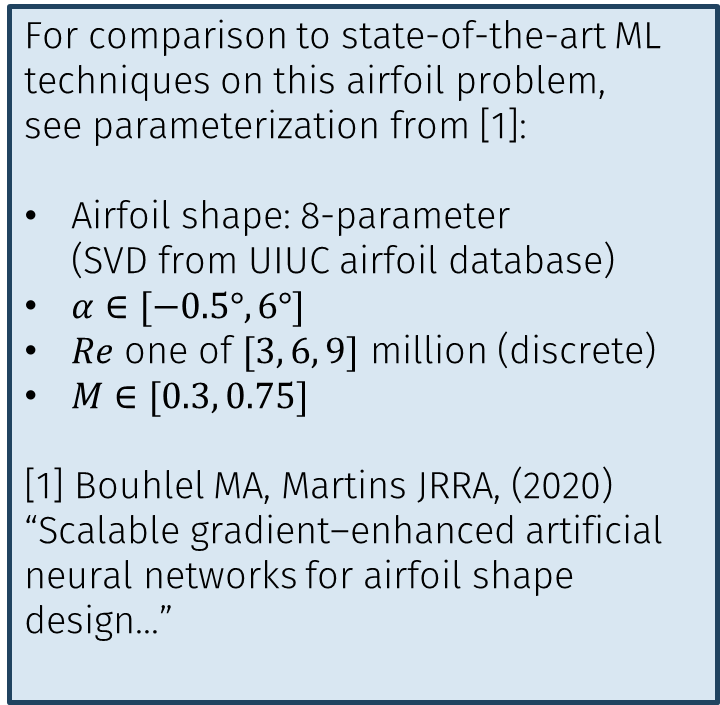 For comparison to state-of-the-art ML
techniques on this airfoil problem,
see parameterization from [1]:
• Airfoil shape: 8-parameter
(SVD from UIUC airfoil database)
• α ∈ [−0.5°, 6°]
• Re one of [3, 6, 9] million (discrete)
• M ∈ [0.3, 0.75]
[1] Bouhlel MA, Martins JRRA, (2020)
“Scalable gradient–enhanced artificial
neural networks for airfoil shape
design…”